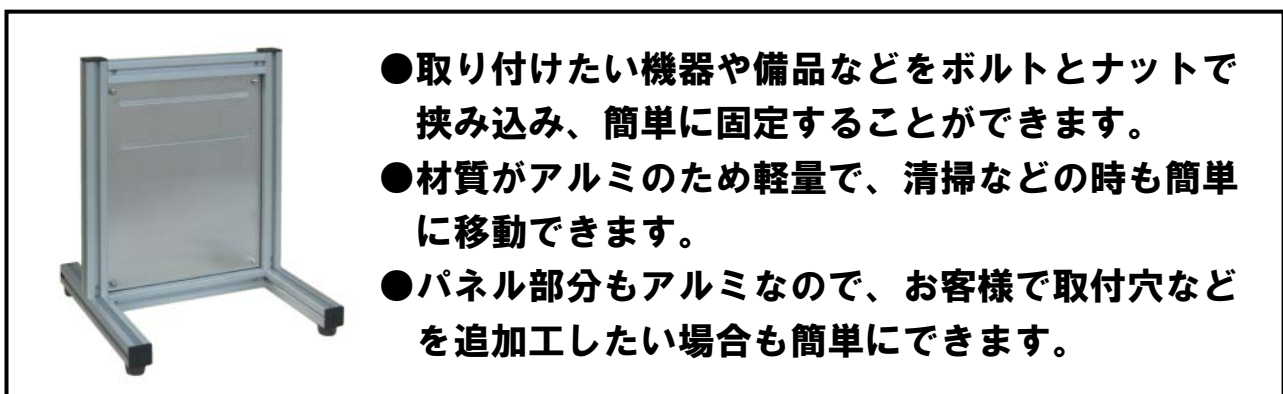 ●取り付けたい機器や備品などをボルトとナットで
挟み込み、簡単に固定することができます。
●材質がアルミのため軽量で、清掃などの時も簡単
に移動できます。
●パネル部分もアルミなので、お客様で取付穴など
を追加工したい場合も簡単にできます。